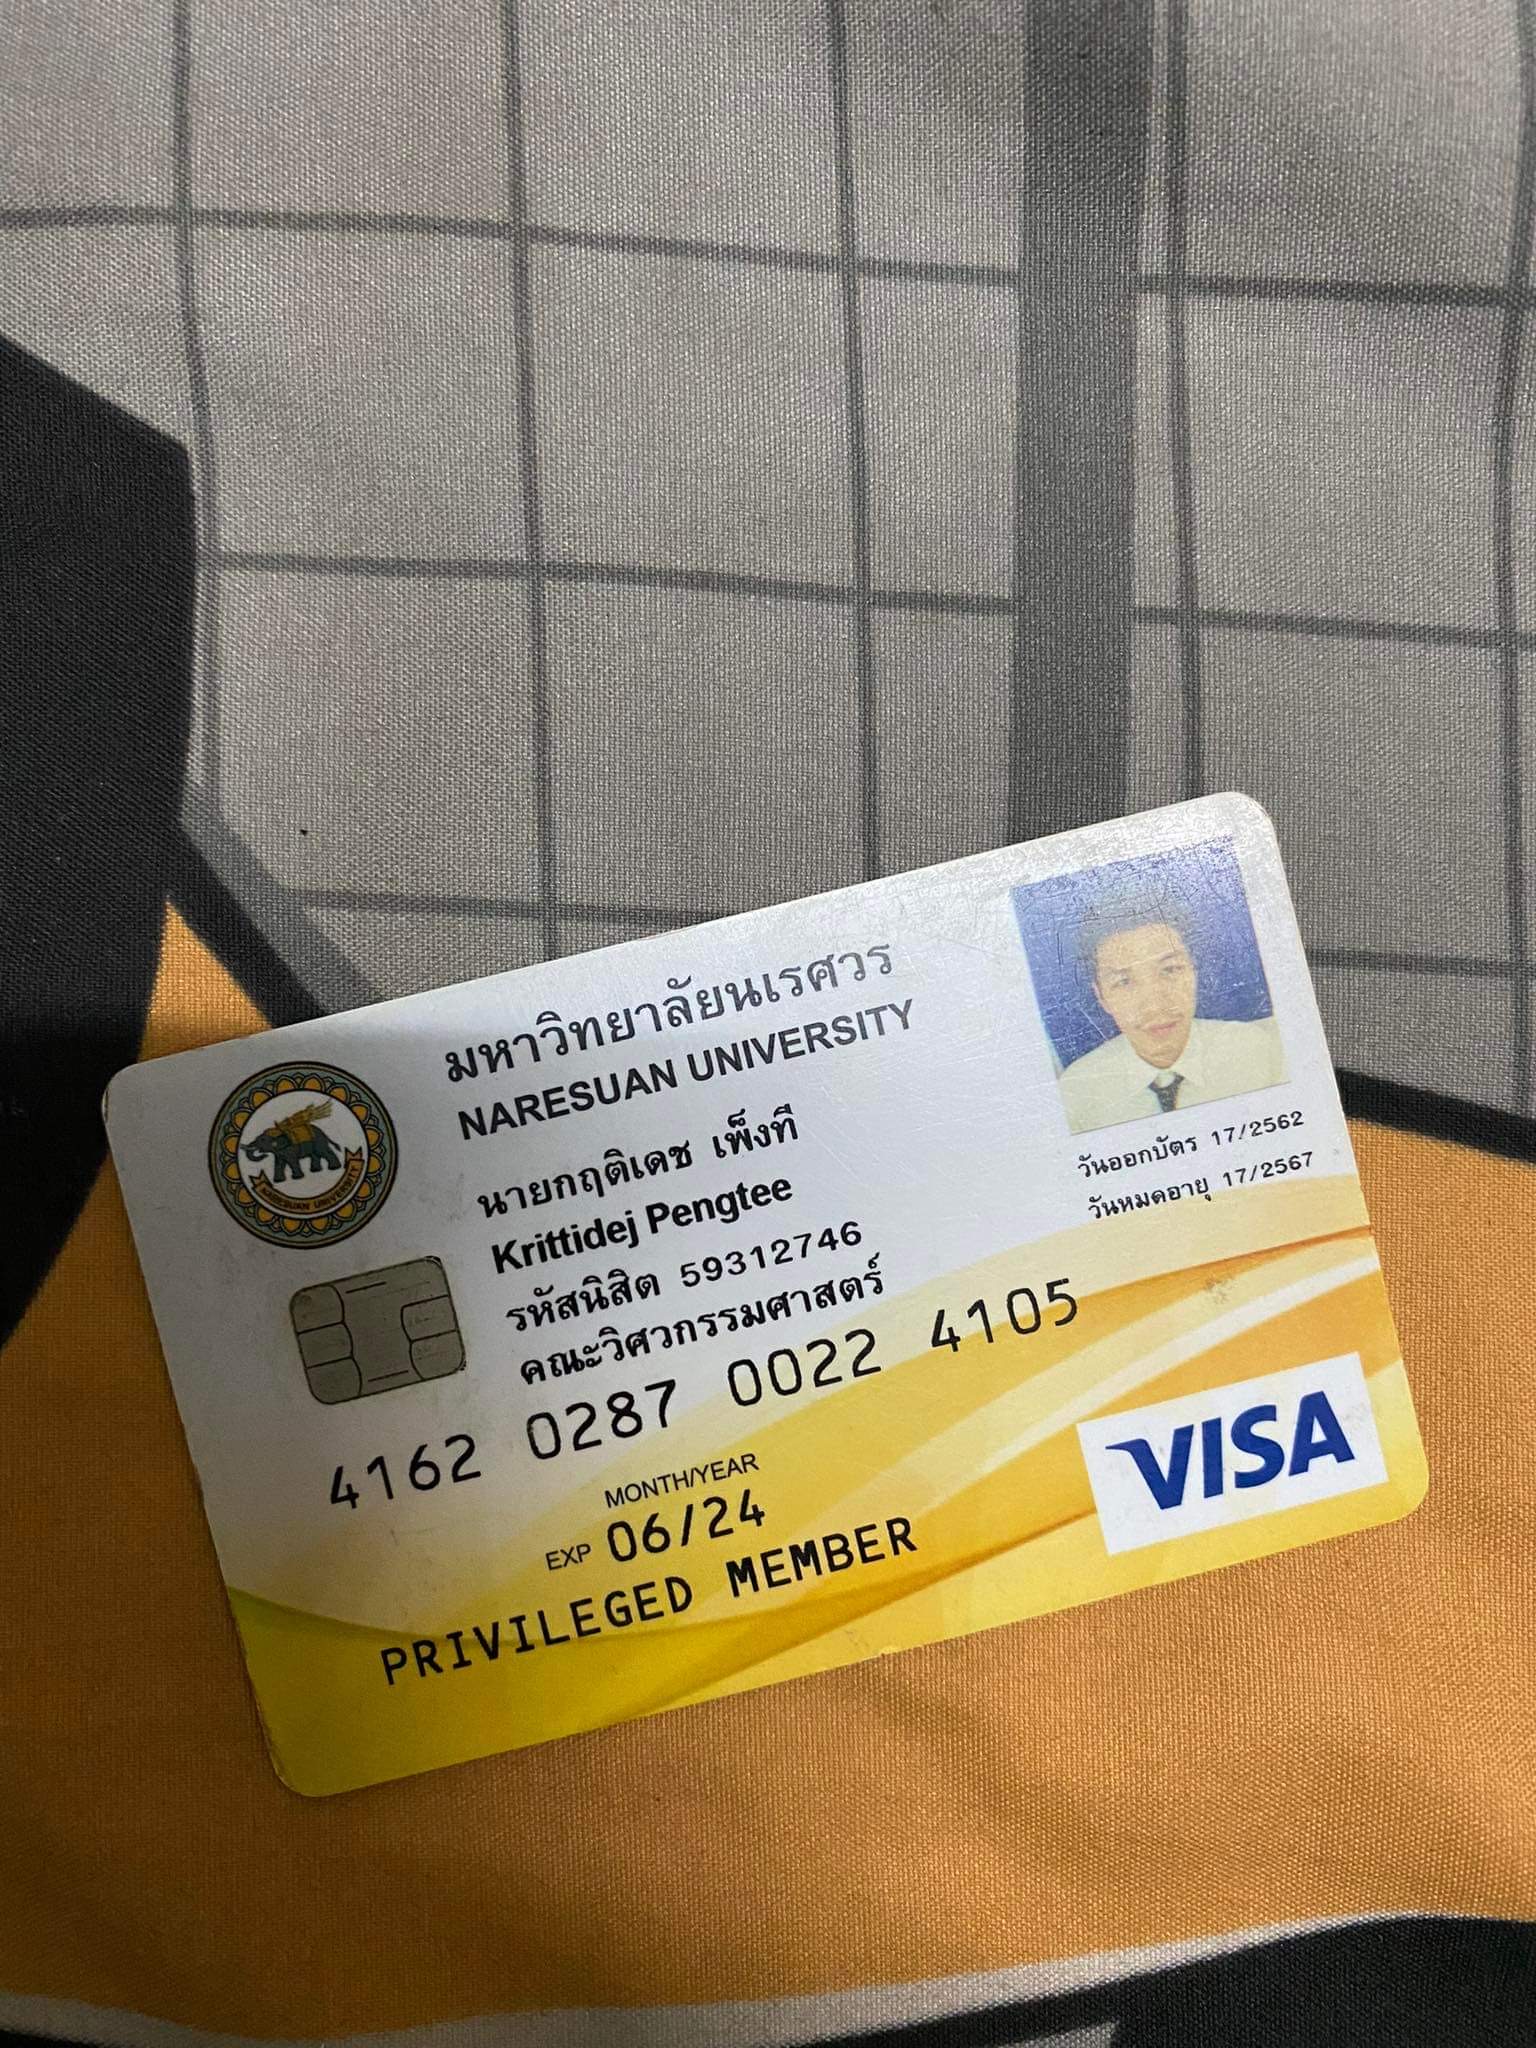 มหาวิทยาลัยนเรศวร
NARESUAN UNIVERSITY
นายกฤติเดช เพ็งที
Krittidej Pengtee
รหัสนิสิต 59312746
คณะวิศวกรรมศาสตร์
วันออกบัตร 17/2562
วันหมดอายุ 17/2567
NARESUAN UNIVERSITY
4162 0287 0022 4105
MONTH/YEAR
EXP 06/24
PRIVILEGED MEMBER
VISA